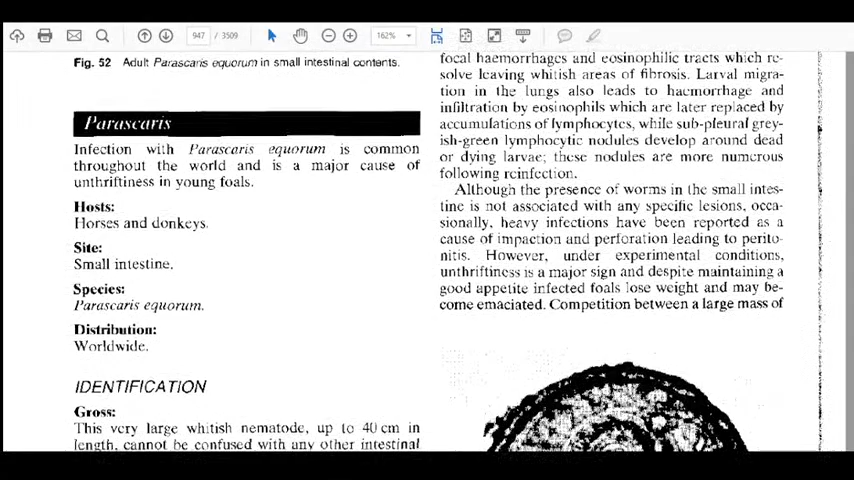 947 / 3509
162%
Fig. 52 Adult Parascaris equorum in small intestinal contents.
Parascaris
Infection with Parascaris equorum is common
throughout the world and is a major cause of
unthriftiness in young foals.
Hosts:
Horses and donkeys.
Site:
Small intestine.
Species:
Parascaris equorum.
Distribution:
Worldwide.
IDENTIFICATION
Gross:
This very large whitish nematode, up to 40 cm in
length, cannot be confused with any other intestinal
focal haemorrhages and eosinophilic tracts which re-
solve leaving whitish areas of fibrosis. Larval migra-
tion in the lungs also leads to haemorrhage and
infiltration by eosinophils which are later replaced by
accumulations of lymphocytes, while sub-pleural grey-
ish-green lymphocytic nodules develop around dead
or dying larvae; these nodules are more numerous
following reinfection.
Although the presence of worms in the small intes-
tine is not associated with any specific lesions, occa-
sionally, heavy infections have been reported as a
cause of impaction and perforation leading to perito-
nitis. However, under experimental conditions,
unthriftiness is a major sign and despite maintaining a
good appetite infected foals lose weight and may be-
come emaciated. Competition between a large mass of